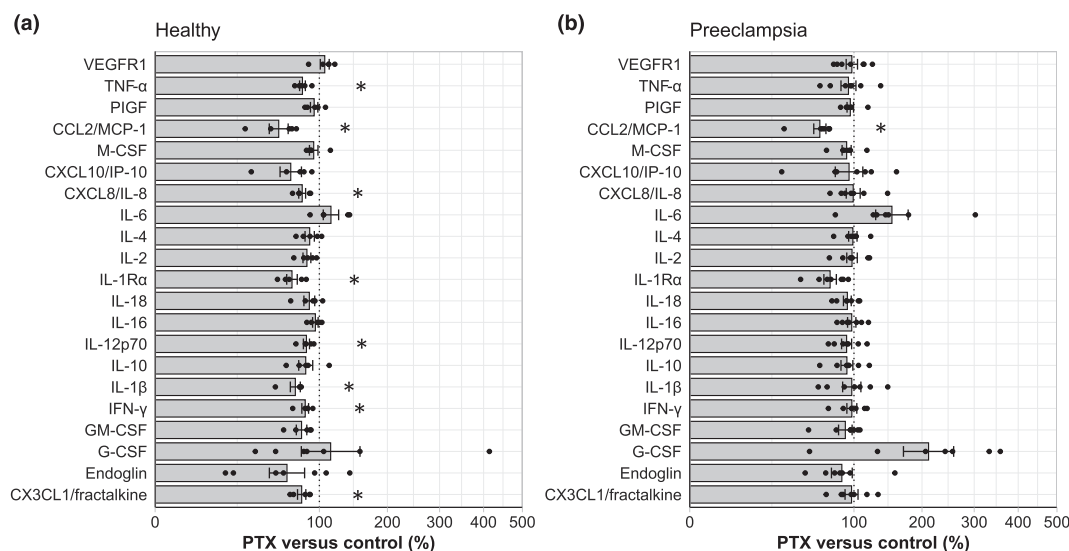 (a)
Healthy
VEGFR1
TNF-α
PIGF
CCL2/MCP-1
M-CSF
CXCL10/IP-10
CXCL8/IL-8
IL-6
IL-4
IL-2
IL-1Rα
IL-18
IL-16
IL-12p70
IL-10
IL-1β
IFN-γ
GM-CSF
G-CSF
Endoglin
CX3CL1/fractalkine
* * * * * * * *
0 100 200 300 400 500
PTX versus control (%)
(b)
Preeclampsia
VEGFR1
TNF-α
PIGF
CCL2/MCP-1
M-CSF
CXCL10/IP-10
CXCL8/IL-8
IL-6
IL-4
IL-2
IL-1Rα
IL-18
IL-16
IL-12p70
IL-10
IL-1β
IFN-γ
GM-CSF
G-CSF
Endoglin
CX3CL1/fractalkine
*
0 100 200 300 400 500
PTX versus control (%)